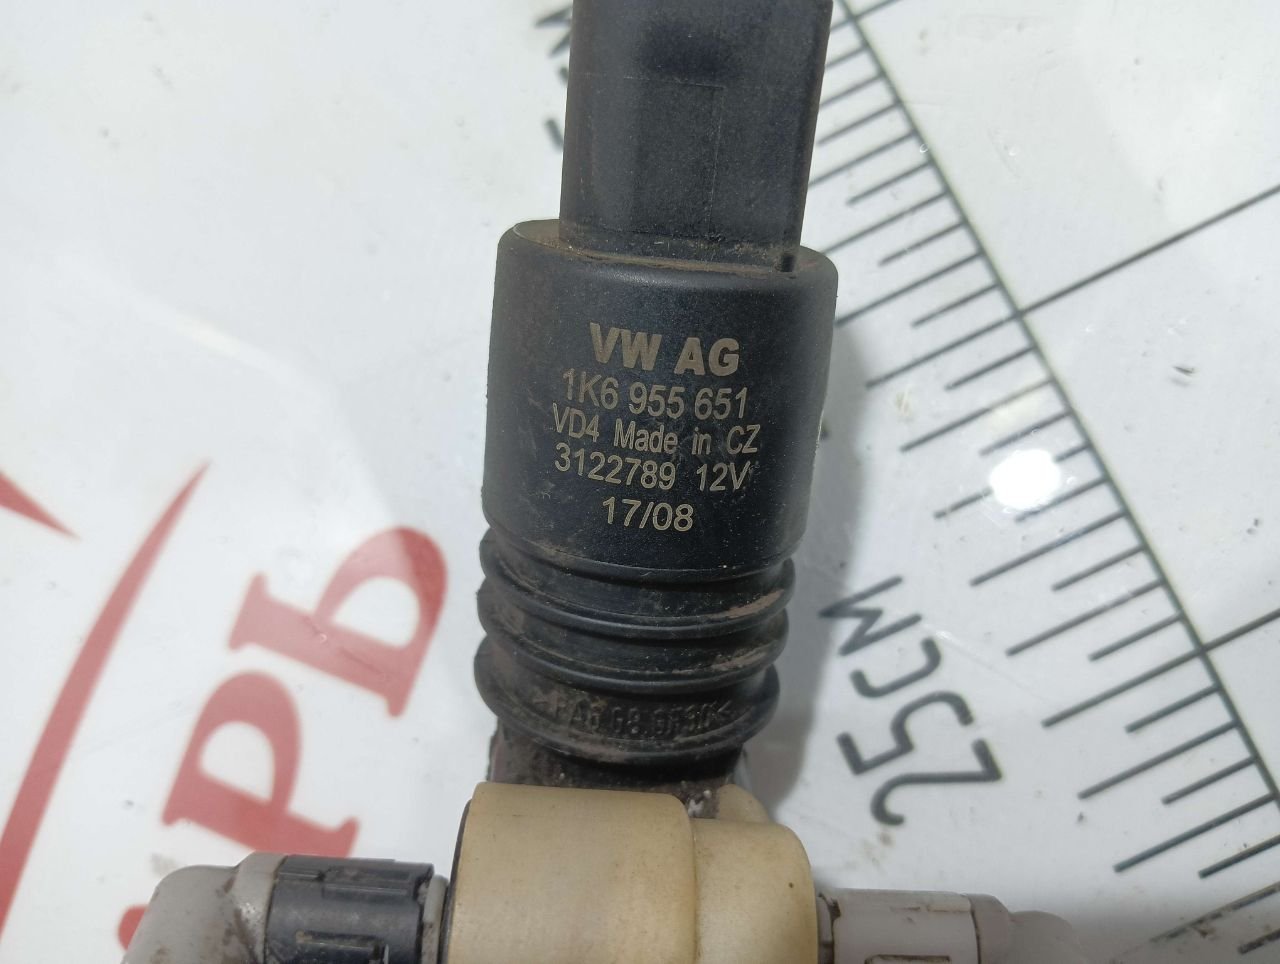 VW AG
1K6 955 651
VD4 Made in CZ
3122789 12V
17/08
25CM